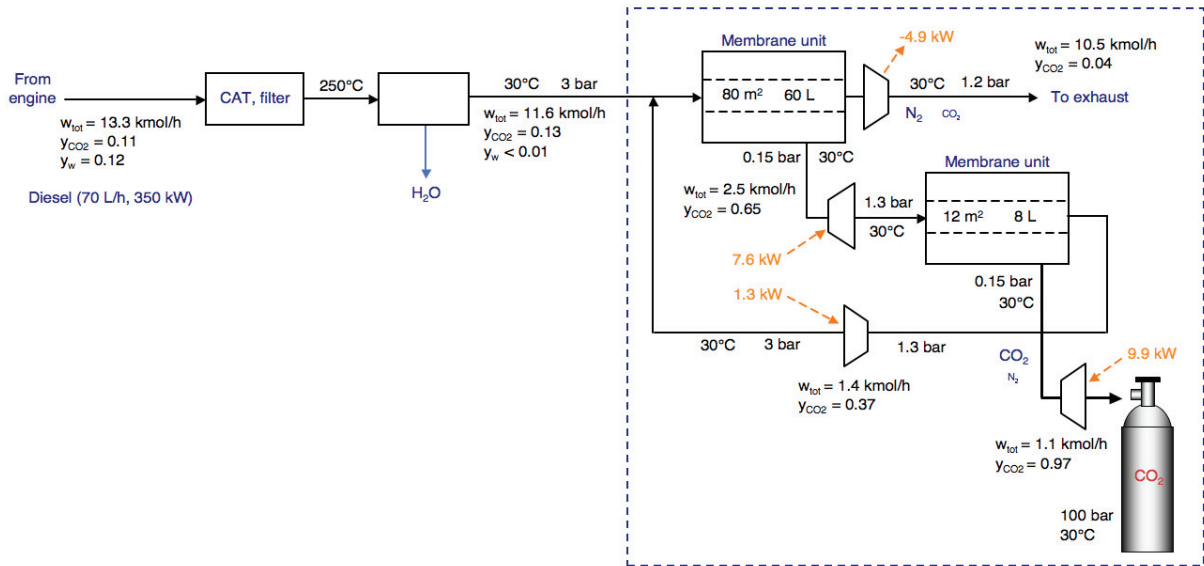 From
engine
w_tot = 13.3 kmol/h
y_CO2 = 0.11
y_w = 0.12
Diesel (70 L/h, 350 kW)
CAT, filter
250°C
H₂O
30°C 3 bar
w_tot = 11.6 kmol/h
y_CO2 = 0.13
y_w < 0.01
Membrane unit
80 m² 60 L
-4.9 kW
30°C 1.2 bar
N₂ CO₂
w_tot = 10.5 kmol/h
y_CO2 = 0.04
To exhaust
0.15 bar 30°C
w_tot = 2.5 kmol/h
y_CO2 = 0.65
7.6 kW
1.3 bar
30°C
Membrane unit
12 m² 8 L
0.15 bar
30°C
1.3 kW
30°C 3 bar
1.3 bar
w_tot = 1.4 kmol/h
y_CO2 = 0.37
CO₂
N₂
9.9 kW
w_tot = 1.1 kmol/h
y_CO2 = 0.97
CO₂
100 bar
30°C